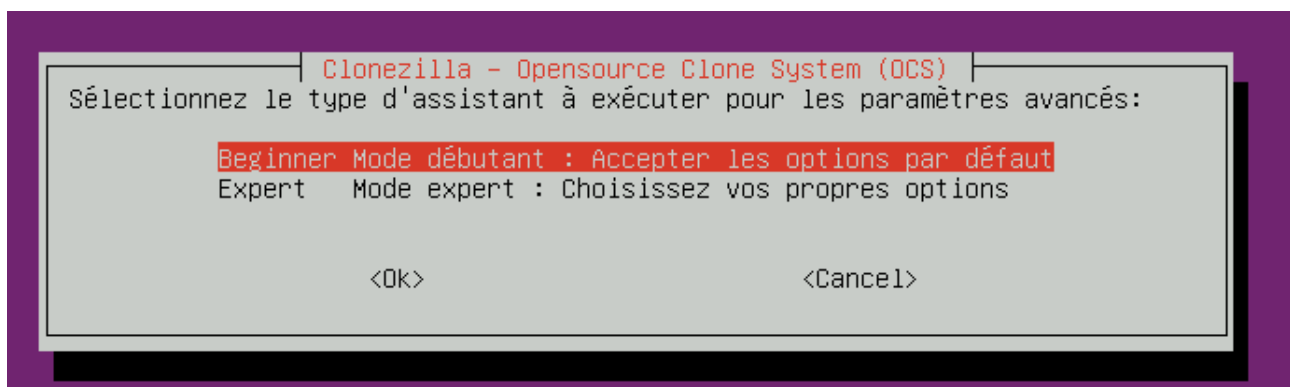 Clonezilla - Opensource Clone System (OCS)
Sélectionnez le type d'assistant à exécuter pour les paramètres avancés:
Beginner Mode débutant : Accepter les options par défaut
Expert Mode expert : Choisissez vos propres options
<Ok> <Cancel>